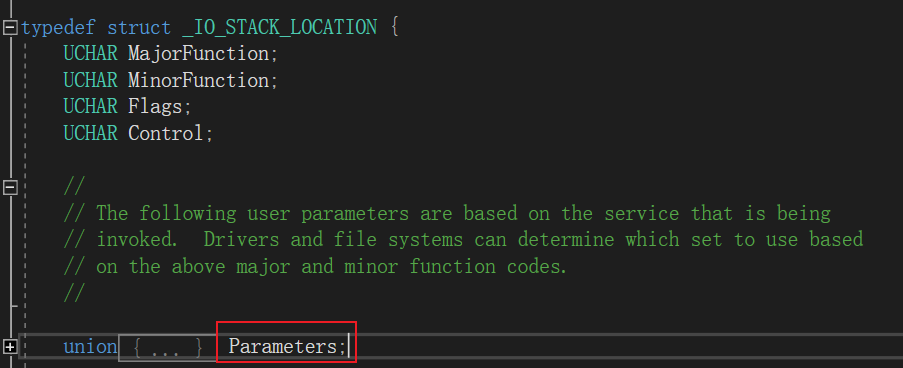 typedef struct _IO_STACK_LOCATION {
UCHAR MajorFunction;
UCHAR MinorFunction;
UCHAR Flags;
UCHAR Control;
//
// The following user parameters are based on the service that is being
// invoked.  Drivers and file systems can determine which set to use based
// on the above major and minor function codes.
//
union { ... } Parameters;